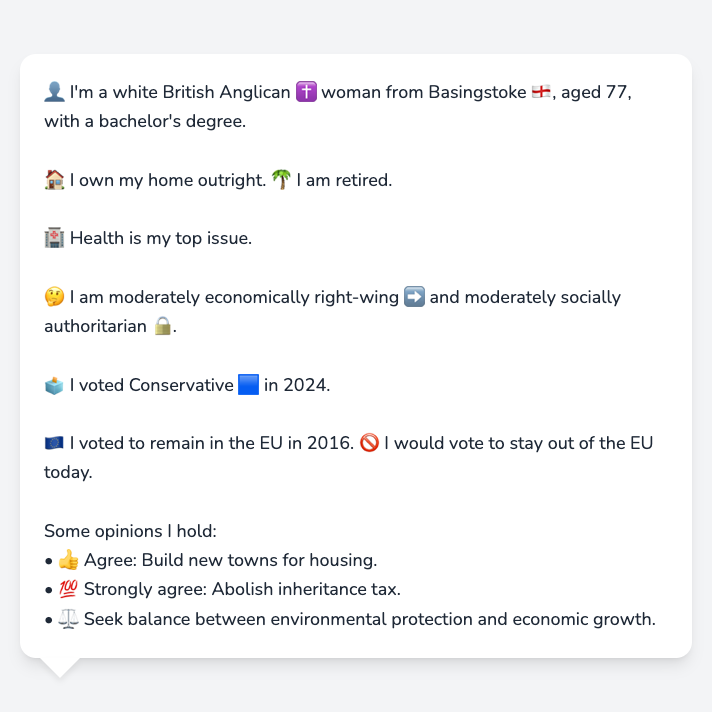 👤 I'm a white British Anglican ✝️ woman from Basingstoke 🏴󠁧󠁢󠁥󠁮󠁧󠁿, aged 77,
with a bachelor's degree.
🏠 I own my home outright. 🌴 I am retired.
🏥 Health is my top issue.
🤔 I am moderately economically right-wing ➡️ and moderately socially
authoritarian 🔒.
🗳️ I voted Conservative 🟦 in 2024.
🇪🇺 I voted to remain in the EU in 2016. 🚫 I would vote to stay out of the EU
today.
Some opinions I hold:
• 👍 Agree: Build new towns for housing.
• 💯 Strongly agree: Abolish inheritance tax.
• ⚖️ Seek balance between environmental protection and economic growth.